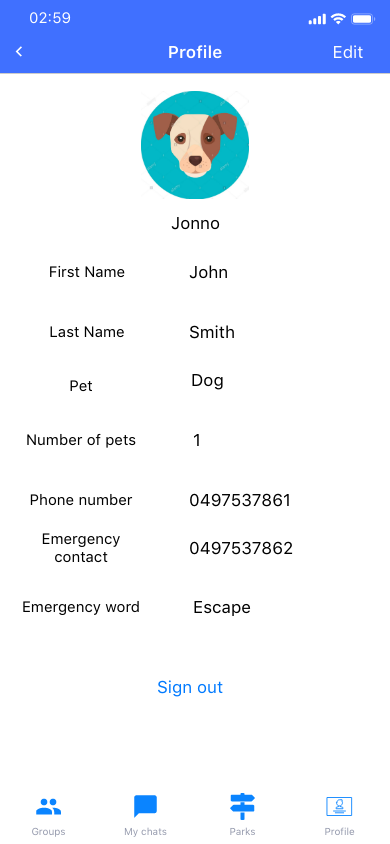 02:59
Profile
Edit
Jonno
First Name
John
Last Name
Smith
Pet
Dog
Number of pets
1
Phone number
0497537861
Emergency
contact
0497537862
Emergency word
Escape
Sign out
Groups
My chats
Parks
Profile